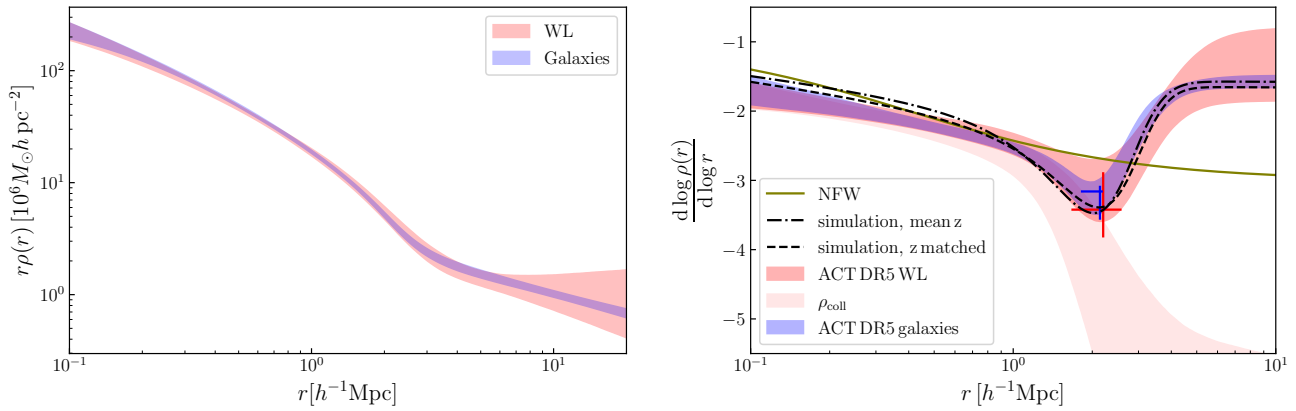 10²
10¹
10⁰
rρ(r) [10⁶M⊙h pc⁻²]
WL
Galaxies
10⁻¹
10⁰
10¹
r[h⁻¹Mpc]
−1
−2
−3
−4
−5
d log ρ(r)
d log r
NFW
simulation, mean z
simulation, z matched
ACT DR5 WL
ρcoll
ACT DR5 galaxies
10⁻¹
10⁰
10¹
r [h⁻¹Mpc]